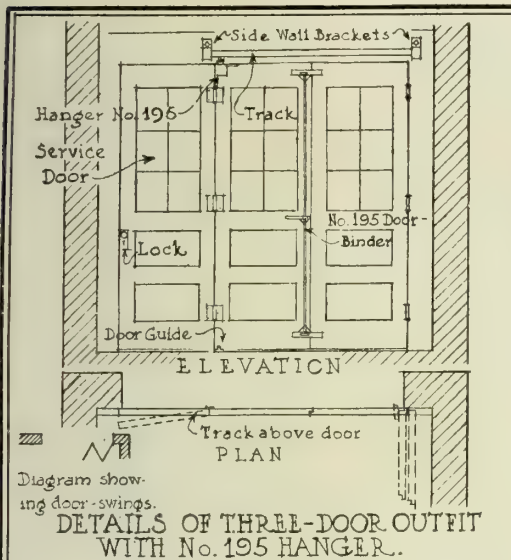 Side Wall Brackets
Hanger No. 195
Track
Service
Door
No. 195 Door-
Binder
Lock
Door Guide
ELEVATION
Track above door
PLAN
Diagram show-
ing door-swings.
DETAILS OF THREE-DOOR OUTFIT
WITH No. 195 HANGER.